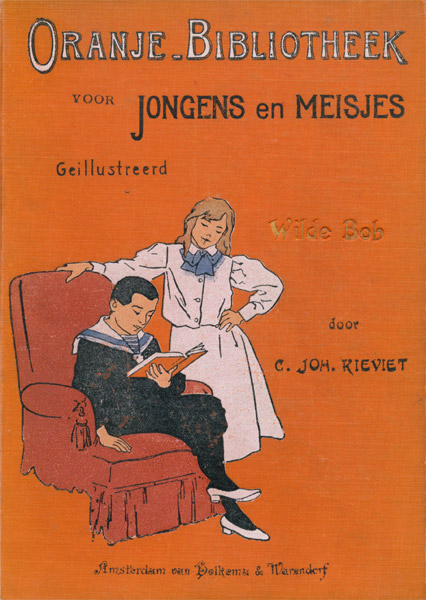 ORANJE-BIBLIOTHEEK
VOOR JONGENS en MEISJES
Geillustreerd
Wilde Bob
door
C. JOH. KIEVIET
Amsterdam van Holkema & Warendorf